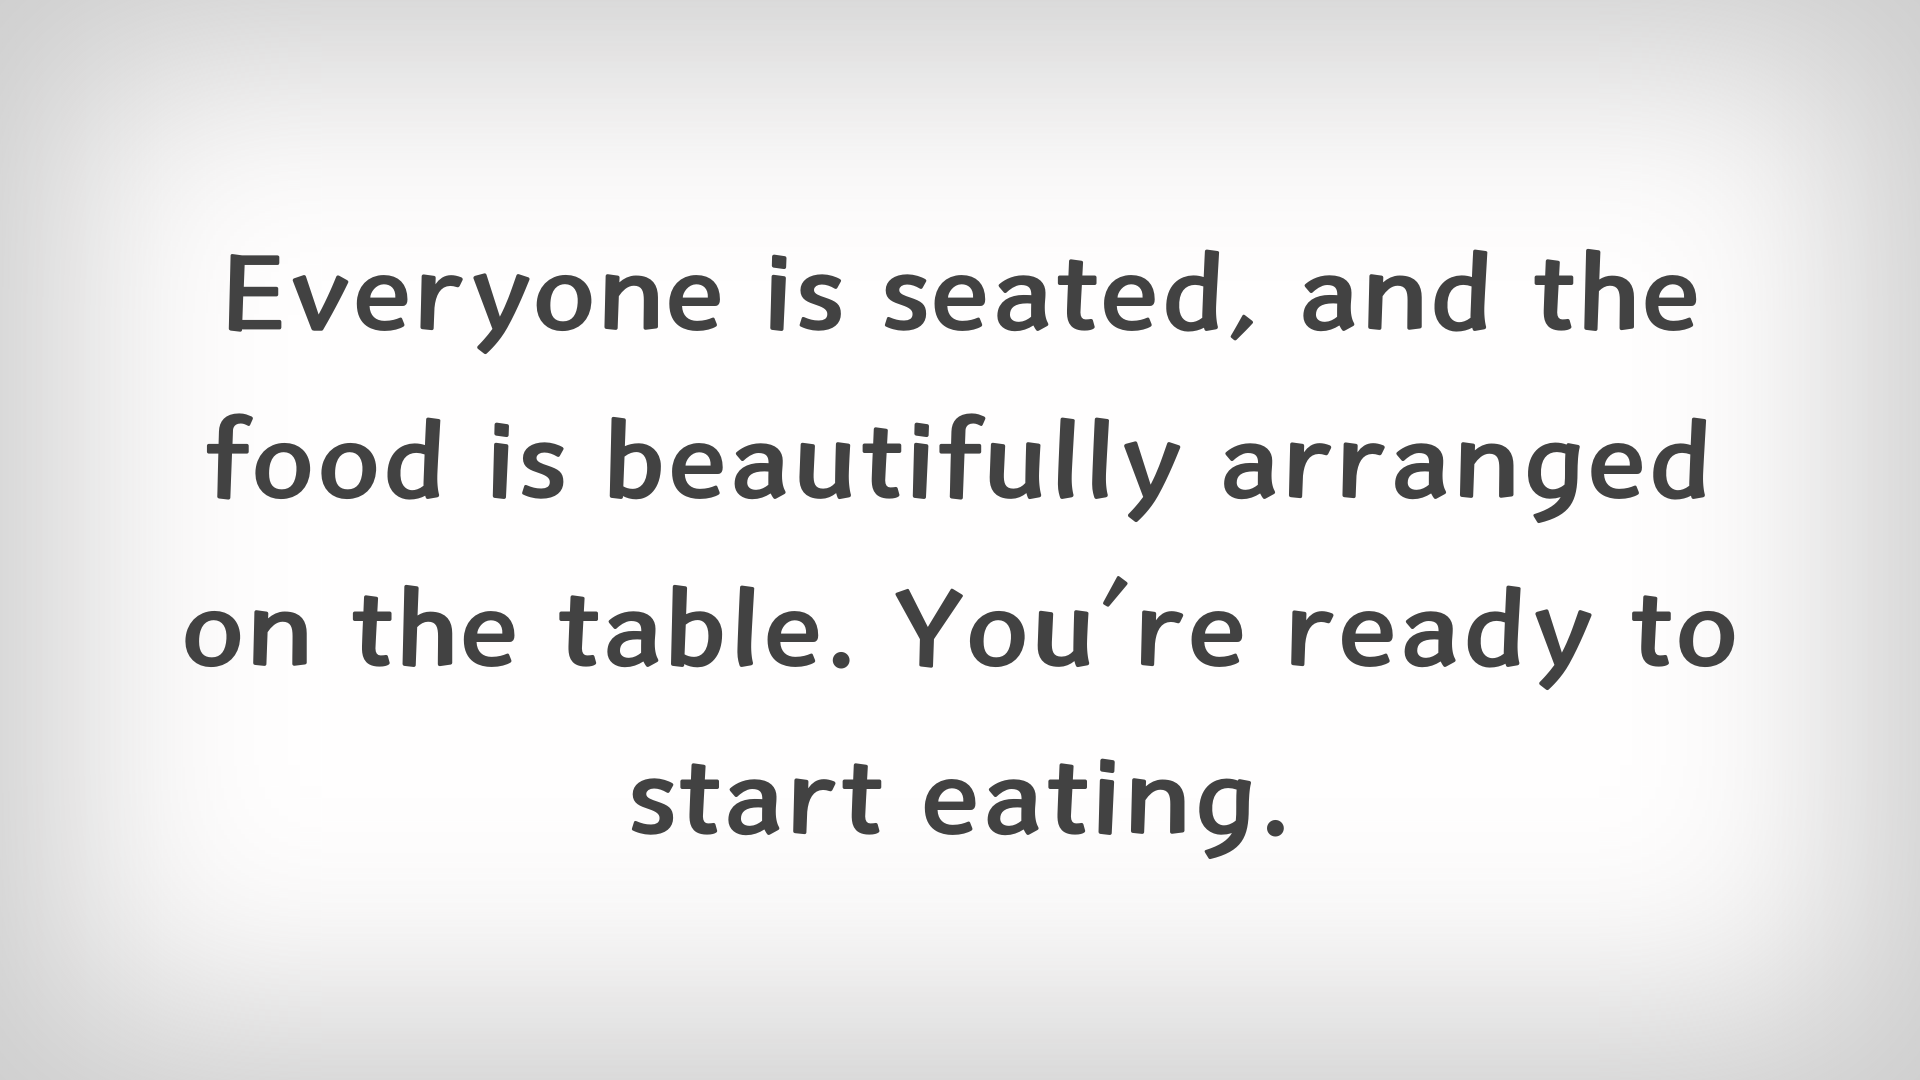 Everyone is seated, and the
food is beautifully arranged
on the table. You’re ready to
start eating.